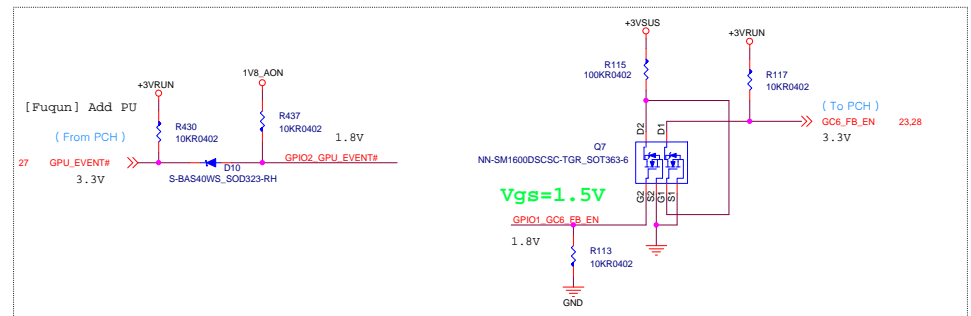 +3VSUS
+3VRUN
R115
100KR0402
R117
10KR0402
+3VRUN
1V8_AON
[Fuqun] Add PU
( From PCH )
R430
10KR0402
R437
10KR0402
1.8V
27 GPU_EVENT#
GPIO2_GPU_EVENT#
3.3V
D10
S-BAS40WS_SOD323-RH
( To PCH )
GC6_FB_EN 23,28
3.3V
D2
D1
Q7
NN-SM1600DSCSC-TGR_SOT363-6
G2
S2
G1
S1
Vgs=1.5V
GPIO1_GC6_FB_EN
1.8V
R113
10KR0402
GND